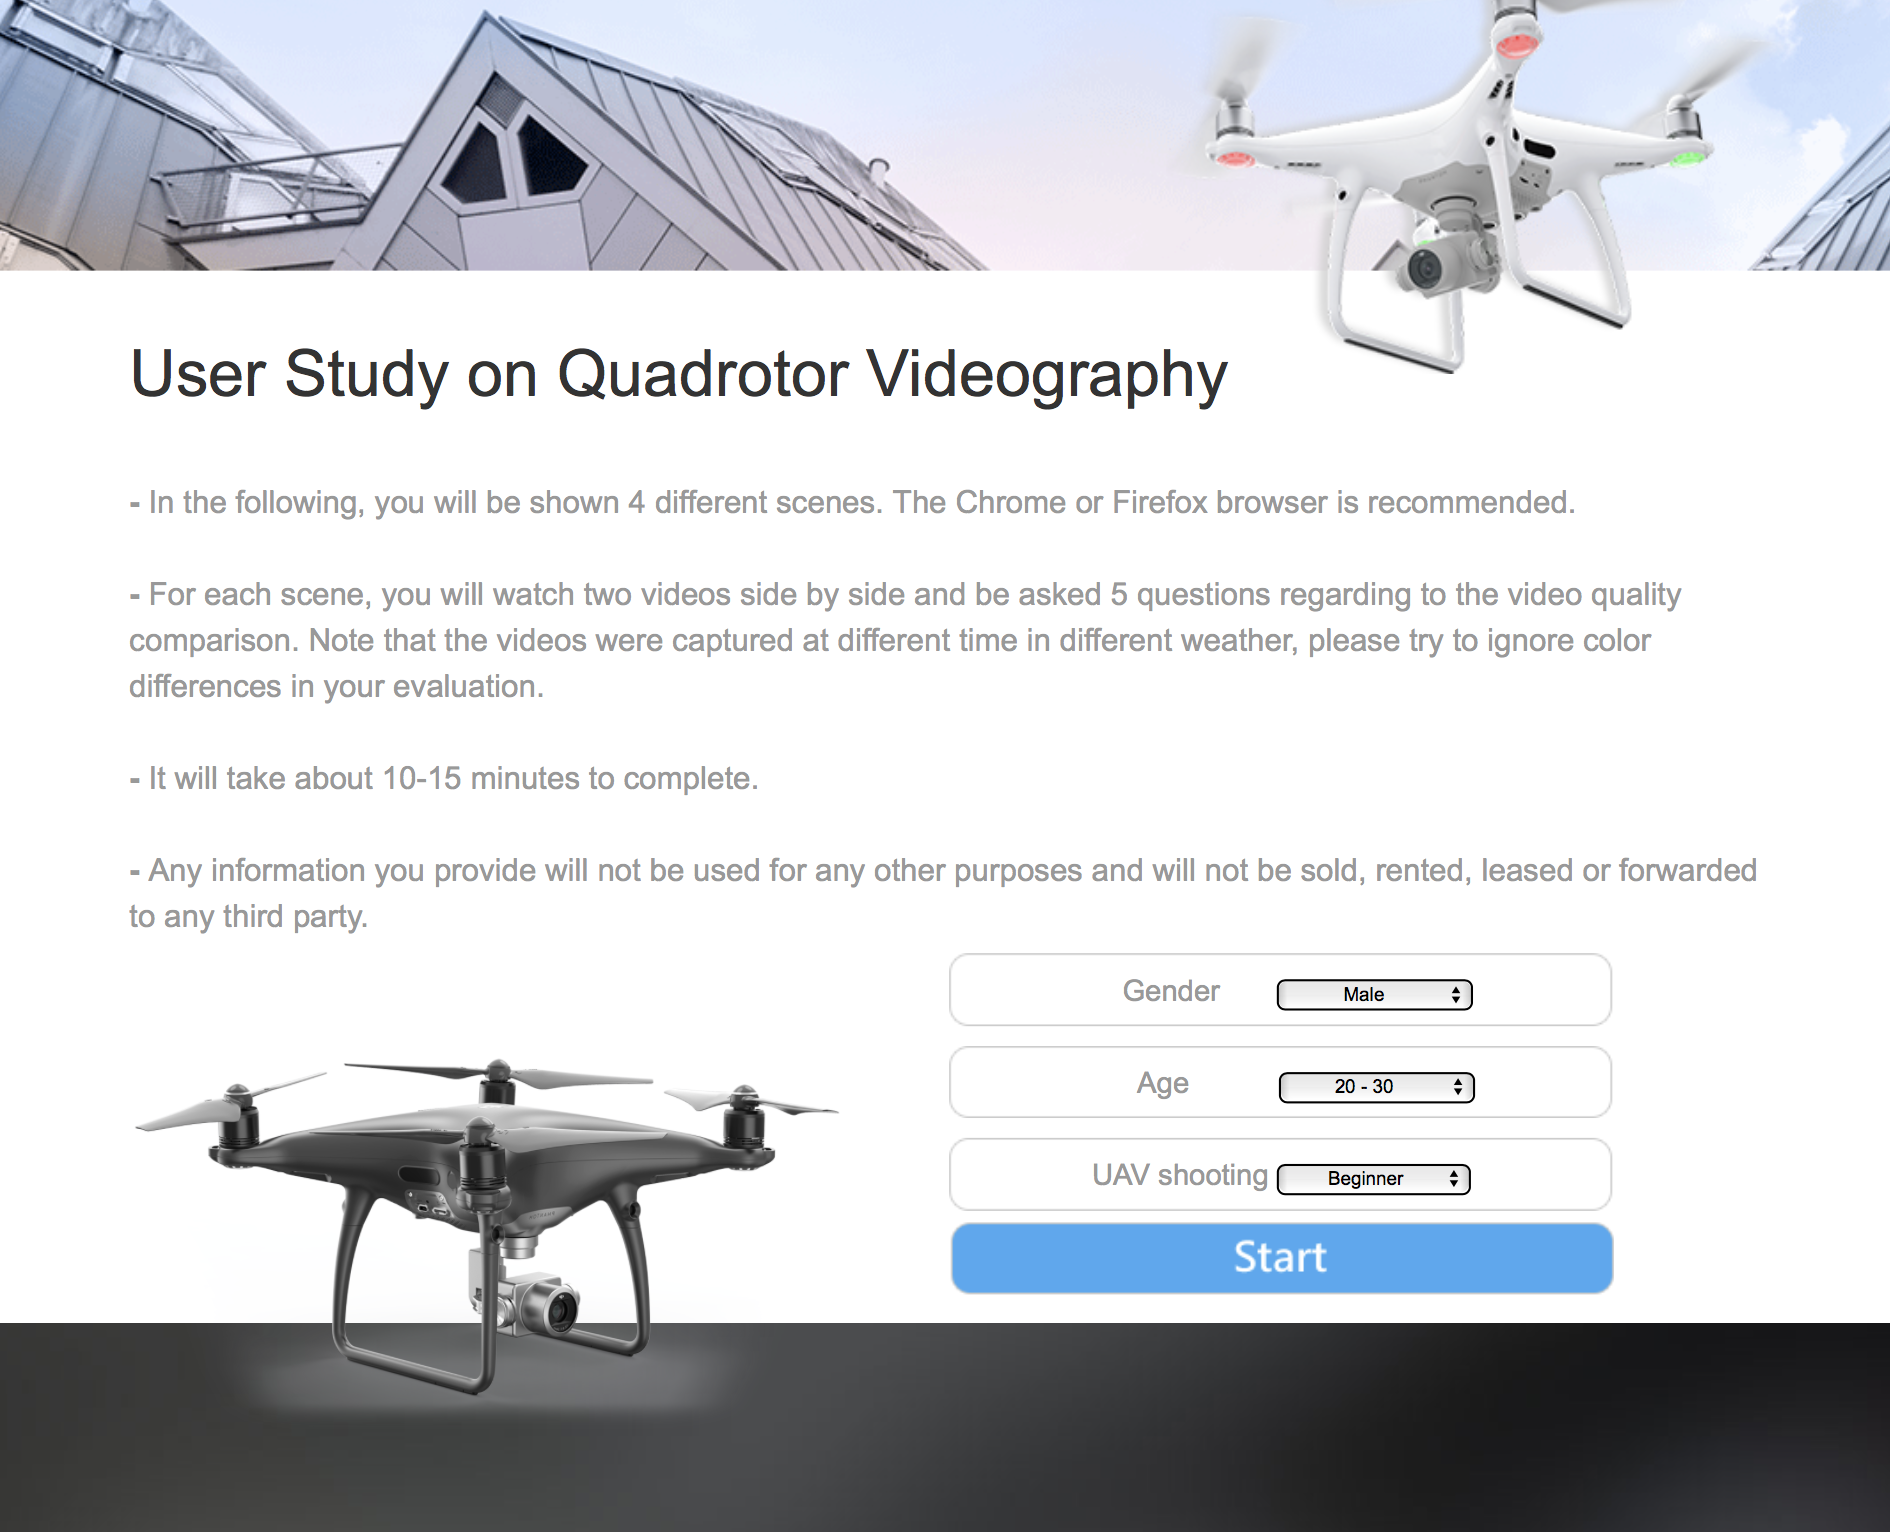 User Study on Quadrotor Videography
- In the following, you will be shown 4 different scenes. The Chrome or Firefox browser is recommended.
- For each scene, you will watch two videos side by side and be asked 5 questions regarding to the video quality
comparison. Note that the videos were captured at different time in different weather, please try to ignore color
differences in your evaluation.
- It will take about 10-15 minutes to complete.
- Any information you provide will not be used for any other purposes and will not be sold, rented, leased or forwarded
to any third party.
Gender Male
Age 20 - 30
UAV shooting Beginner
Start